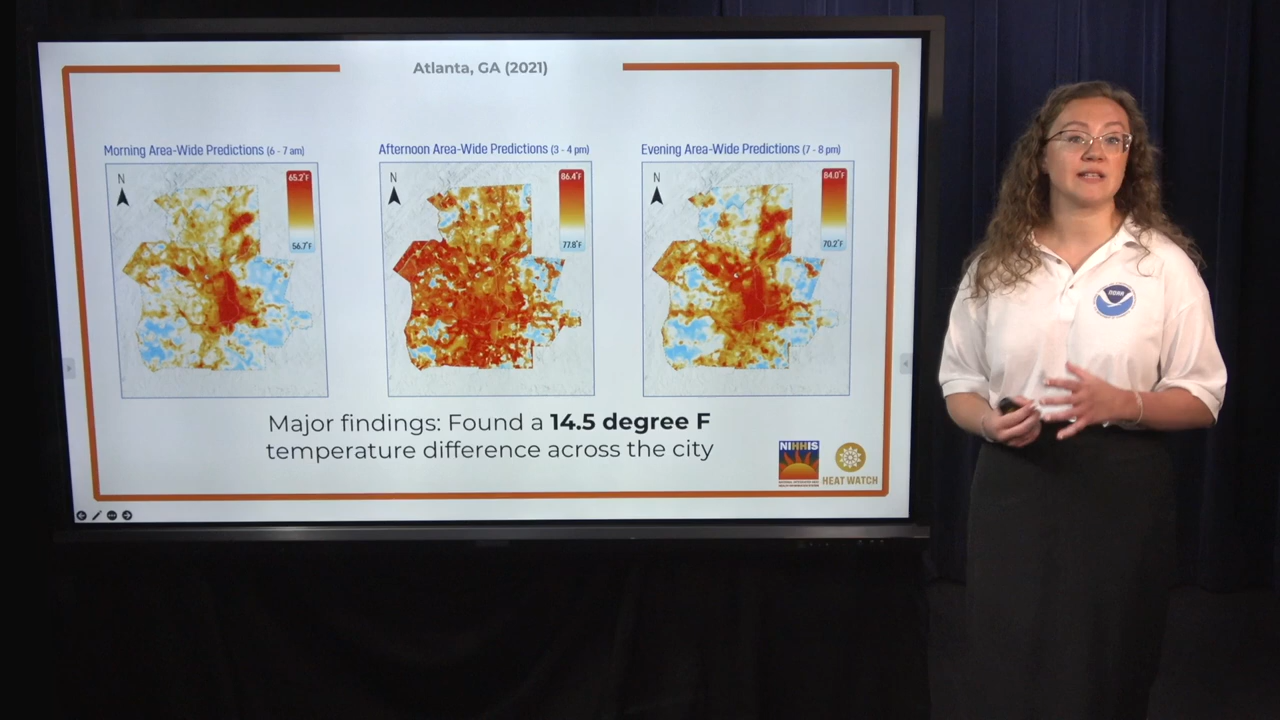 Atlanta, GA (2021)
Morning Area-Wide Predictions (6 - 7 am)
Afternoon Area-Wide Predictions (3 - 4 pm)
Evening Area-Wide Predictions (7 - 8 pm)
N
65.2°F
56.7°F
N
86.4°F
77.8°F
N
84.0°F
70.2°F
Major findings: Found a 14.5 degree F
temperature difference across the city
NIHHIS
HEAT WATCH
NOAA